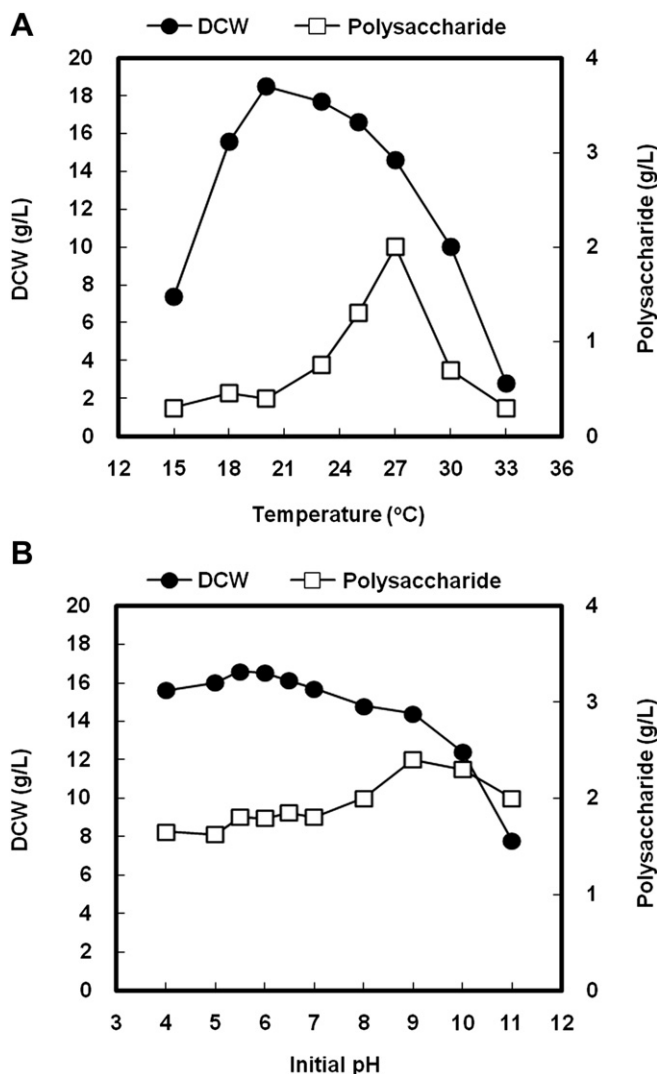 A
DCW Polysaccharide
20 4
18
16
14 3
12
10 2
8
6
4 1
2
0 0
DCW (g/L)
Polysaccharide (g/L)
12 15 18 21 24 27 30 33 36
Temperature (°C)
B
DCW Polysaccharide
20 4
18
16
14 3
12
10 2
8
6
4 1
2
0 0
DCW (g/L)
Polysaccharide (g/L)
3 4 5 6 7 8 9 10 11 12
Initial pH